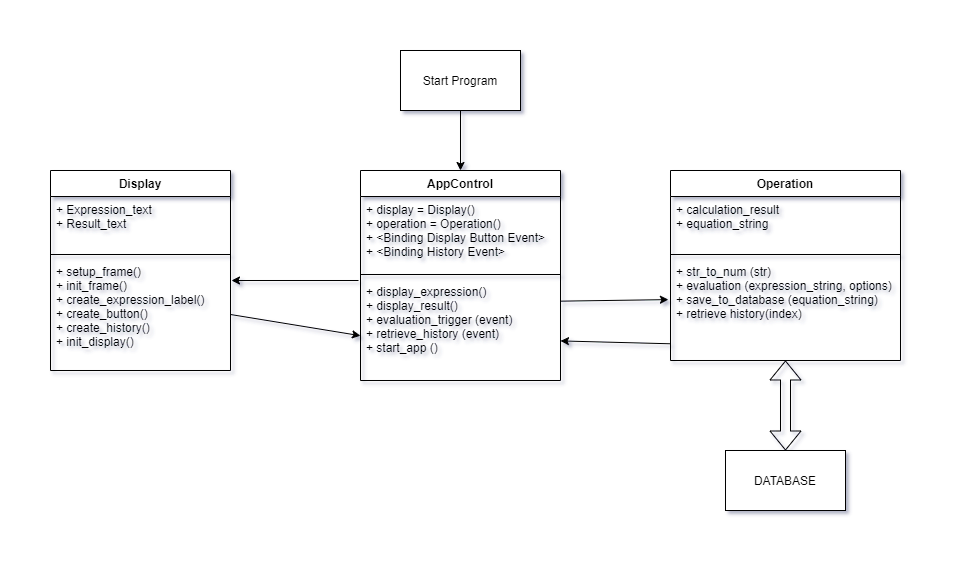 Start Program
Display
+ Expression_text
+ Result_text
+ setup_frame()
+ init_frame()
+ create_expression_label()
+ create_button()
+ create_history()
+ init_display()
AppControl
+ display = Display()
+ operation = Operation()
+ <Binding Display Button Event>
+ <Binding History Event>
+ display_expression()
+ display_result()
+ evaluation_trigger (event)
+ retrieve_history (event)
+ start_app ()
Operation
+ calculation_result
+ equation_string
+ str_to_num (str)
+ evaluation (expression_string, options)
+ save_to_database (equation_string)
+ retrieve history(index)
DATABASE